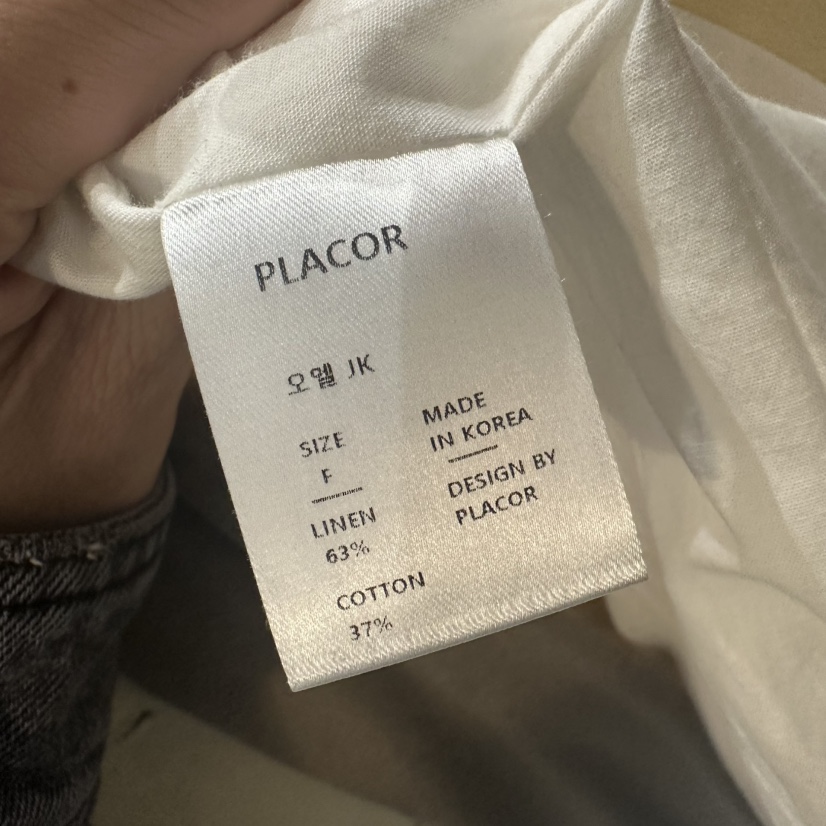 PLACOR
오엘 JK
SIZE
F
LINEN
63%
COTTON
37%
MADE
IN KOREA
DESIGN BY
PLACOR